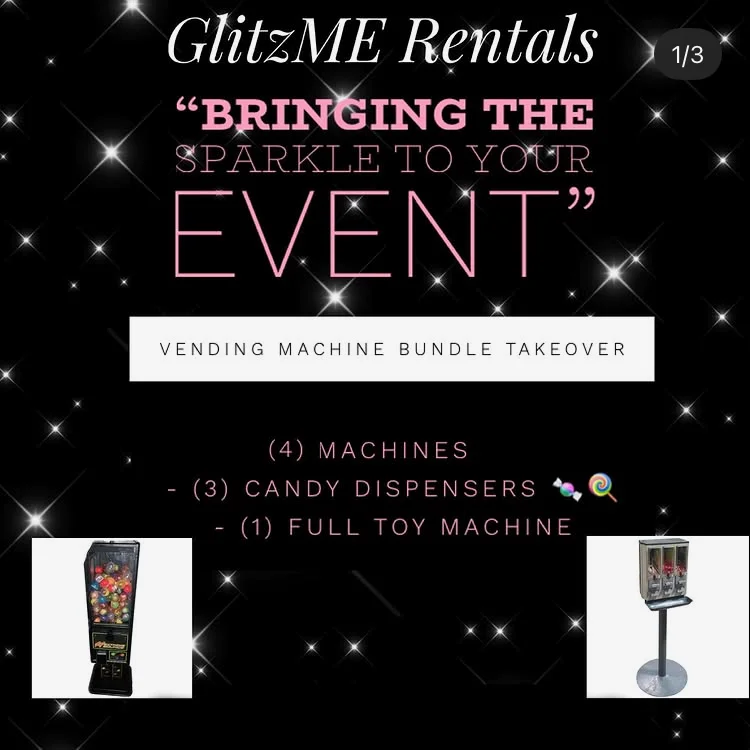 GlitzME Rentals
1/3
“BRINGING THE
SPARKLE TO YOUR
EVENT”
VENDING MACHINE BUNDLE TAKEOVER
(4) MACHINES
- (3) CANDY DISPENSERS 🍬🍭
- (1) FULL TOY MACHINE